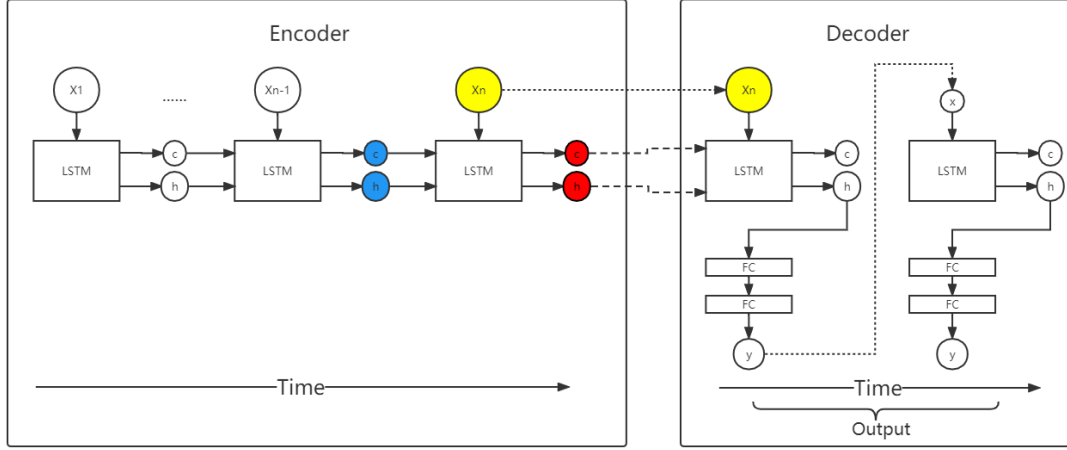 Encoder
X1
......
Xn-1
Xn
LSTM
c
h
LSTM
c
h
LSTM
c
h
Time
Decoder
Xn
x
LSTM
c
h
LSTM
c
h
FC
FC
y
FC
FC
y
Time
Output